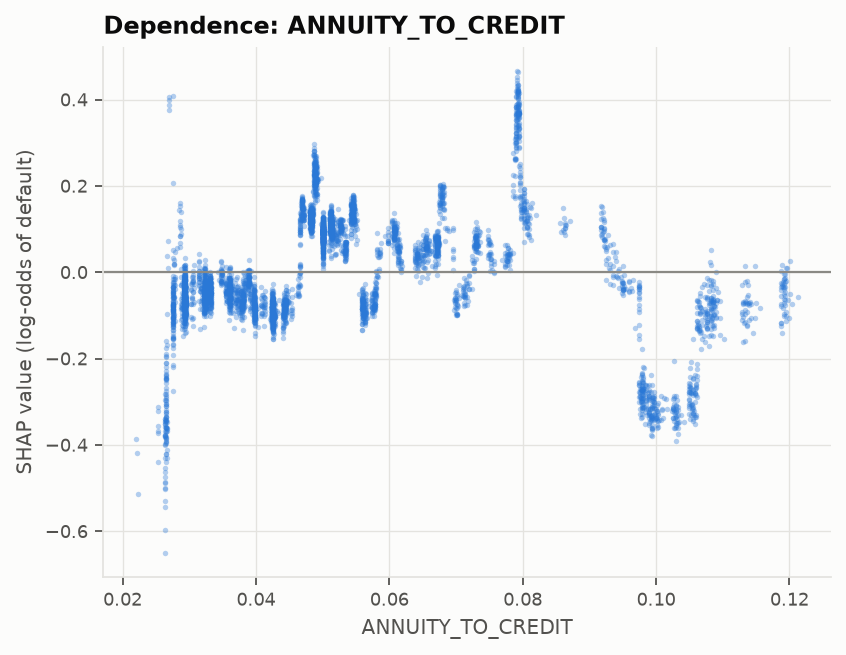 Dependence: ANNUITY_TO_CREDIT
SHAP value (log-odds of default)
0.4
0.2
0.0
−0.2
−0.4
−0.6
0.02 0.04 0.06 0.08 0.10 0.12
ANNUITY_TO_CREDIT